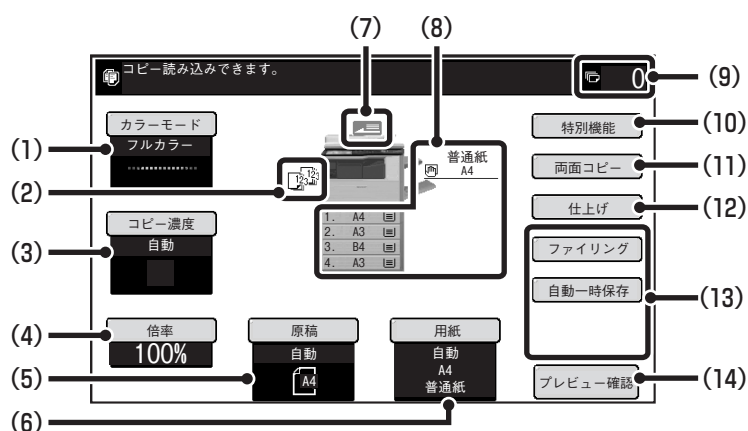 (7)
(8)
コピー読み込みできます。
0
(9)
カラーモード
フルカラー
(1)
(2)
普通紙
A4
1. A4
2. A3
3. B4
4. A3
特別機能
(10)
両面コピー
(11)
仕上げ
(12)
コピー濃度
自動
(3)
ファイリング
自動一時保存
(13)
倍率
100%
(4)
原稿
自動
A4
(5)
用紙
自動
A4
普通紙
(6)
プレビュー確認
(14)